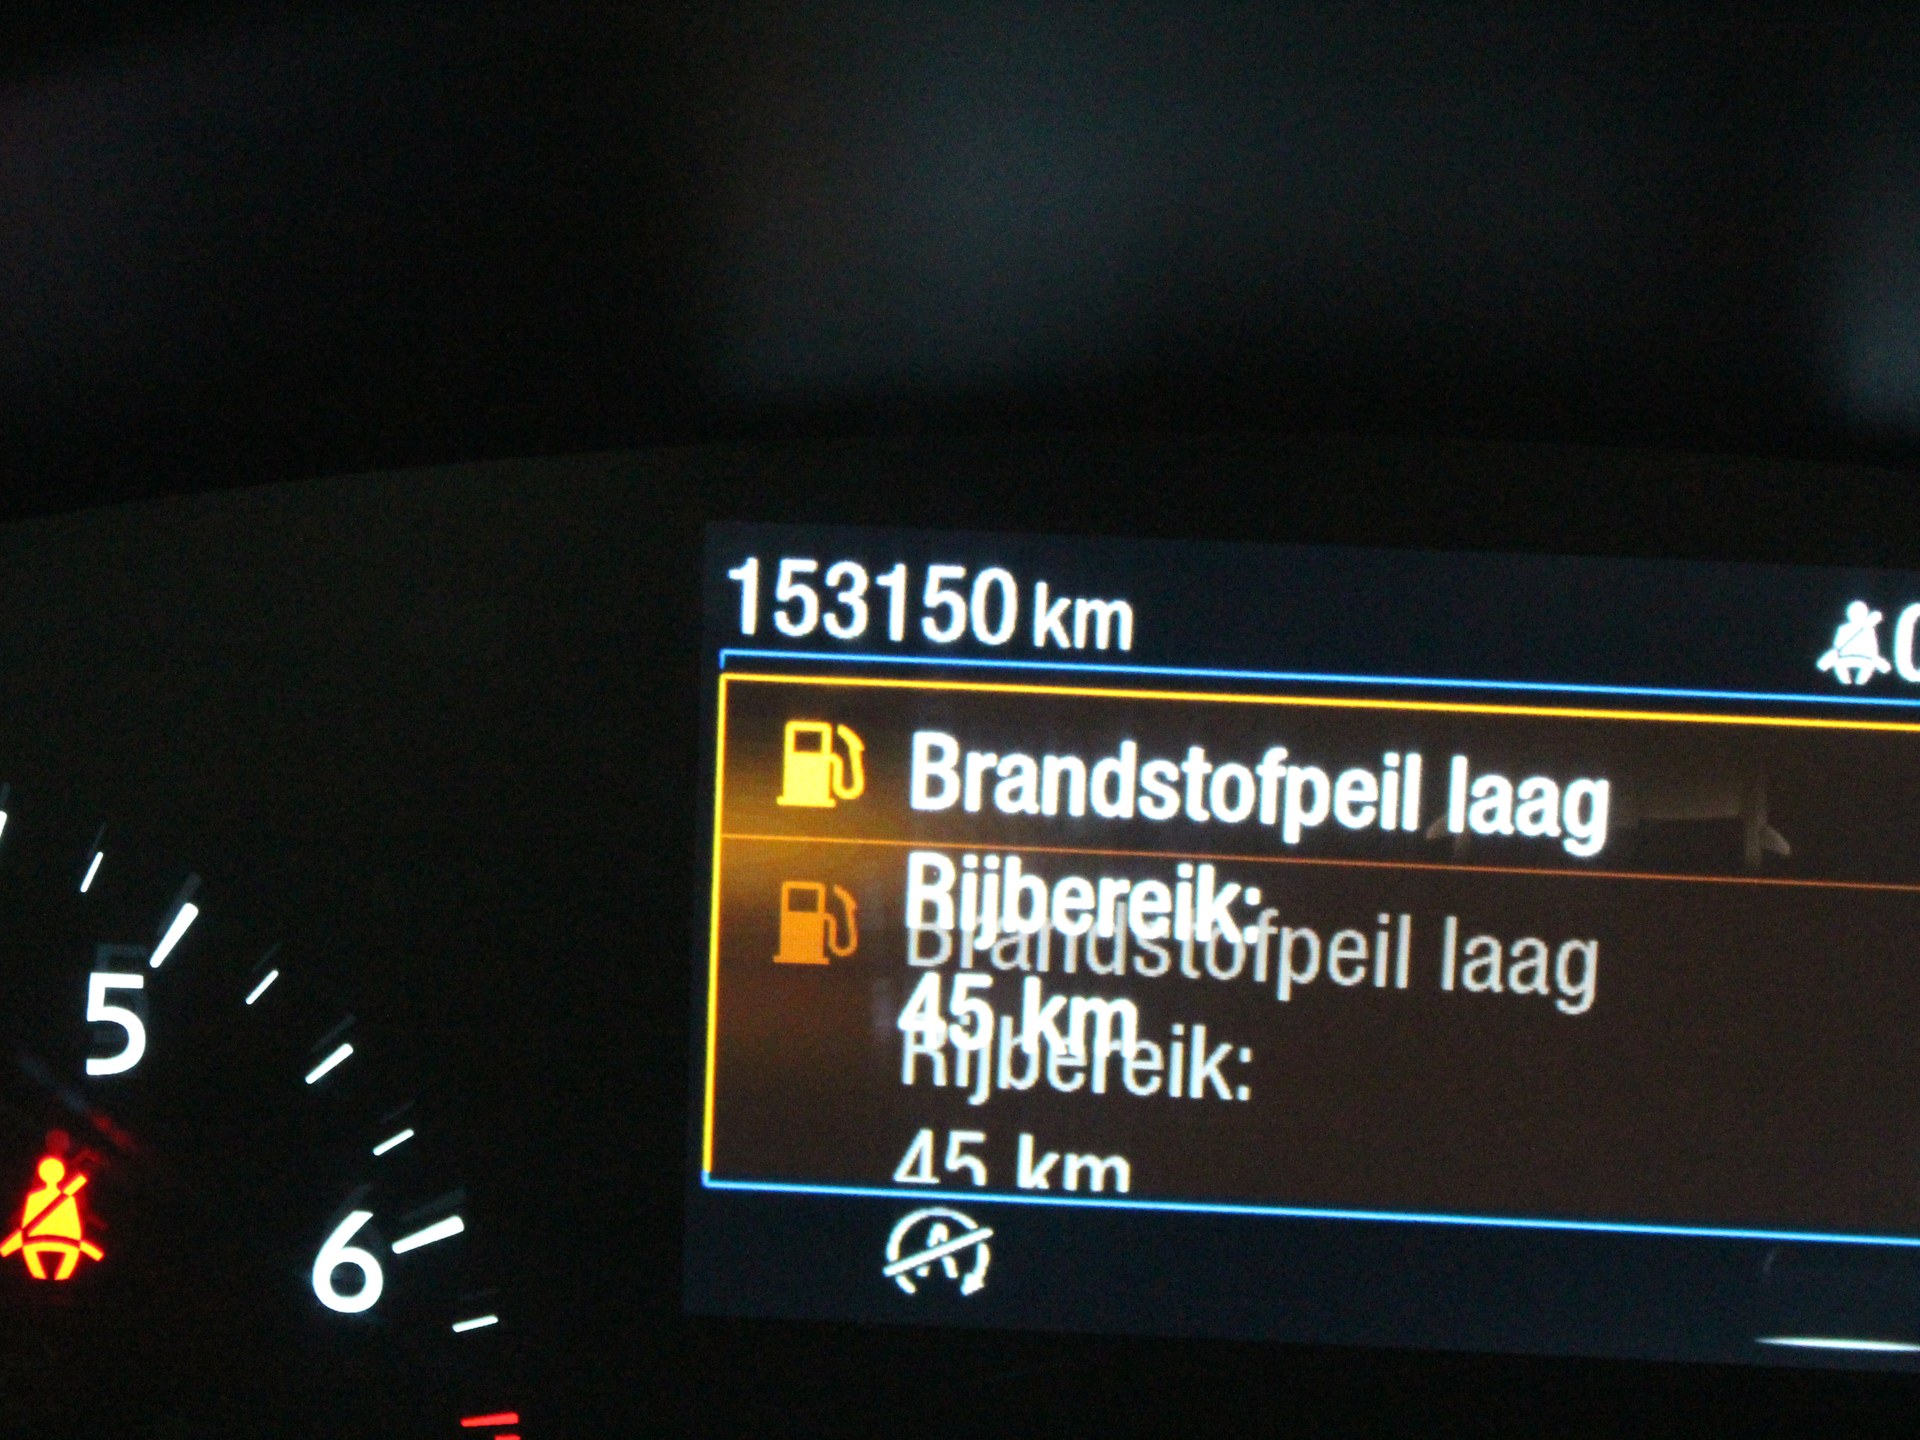 153150 km
Brandstofpeil laag
Rijbereik:
Brandstofpeil laag
45 km
Rijbereik:
45 km
5
6